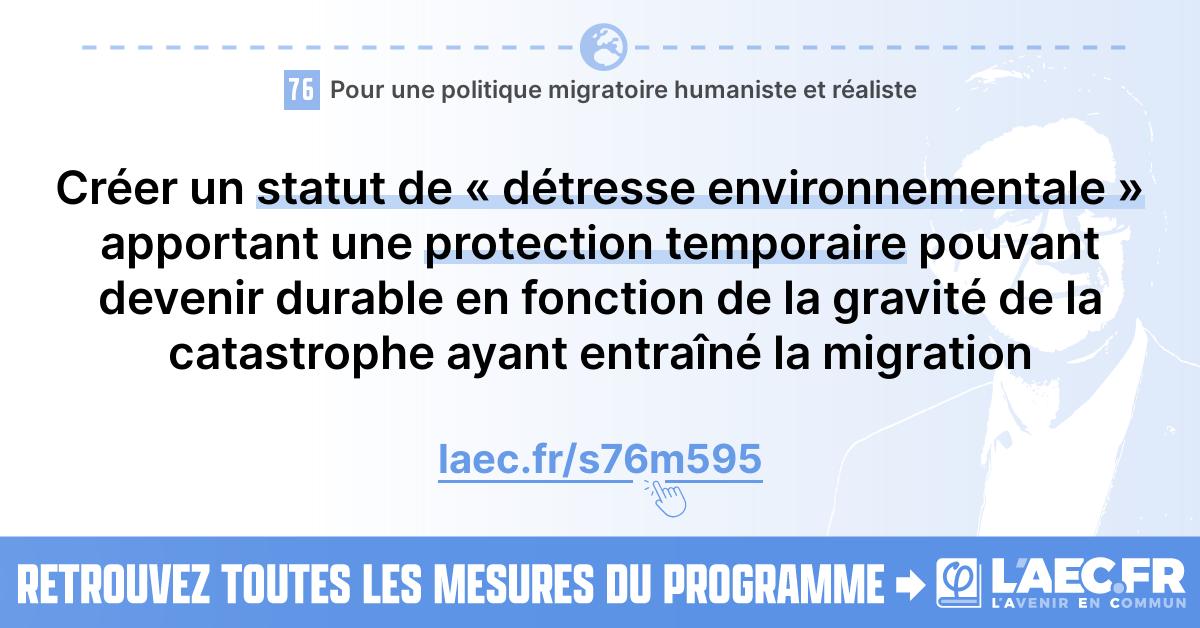 76 Pour une politique migratoire humaniste et réaliste
Créer un statut de « détresse environnementale »
apportant une protection temporaire pouvant
devenir durable en fonction de la gravité de la
catastrophe ayant entraîné la migration
laec.fr/s76m595
RETROUVEZ TOUTES LES MESURES DU PROGRAMME
L'AEC.FR
L'AVENIR EN COMMUN